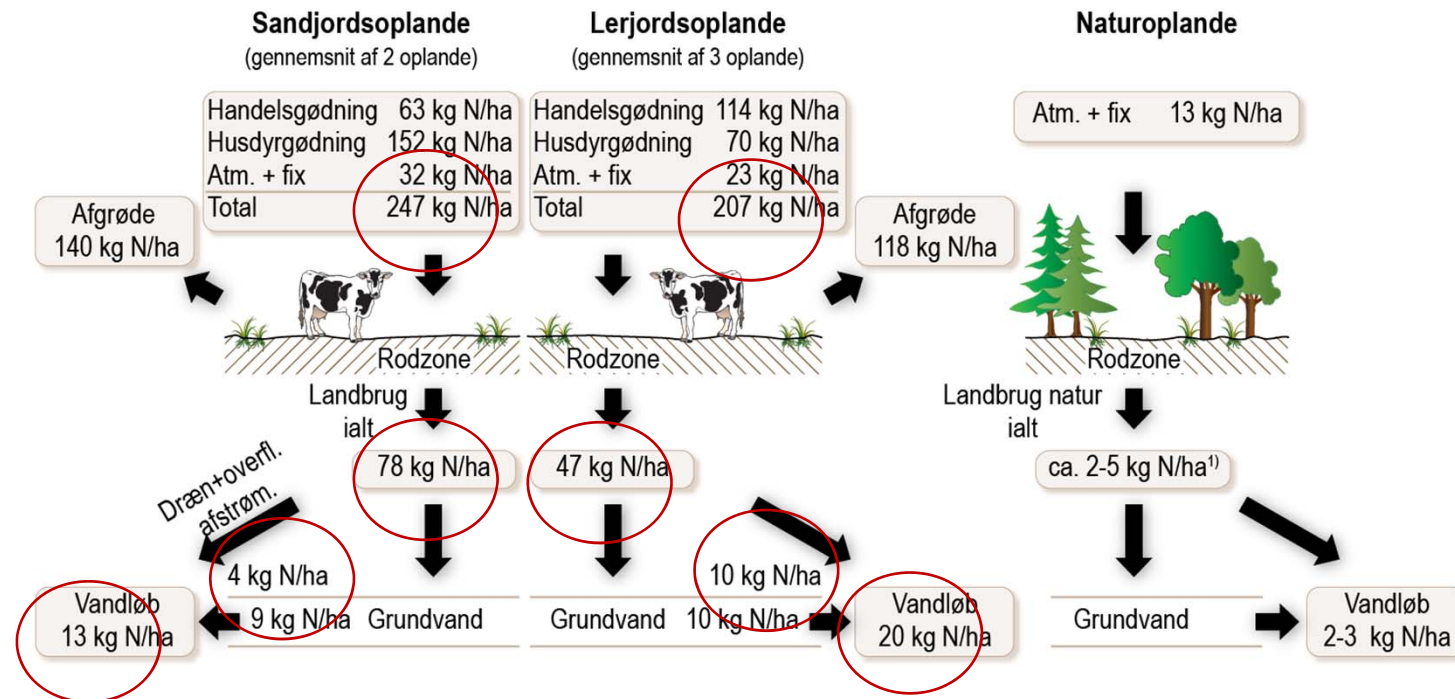 Sandjordsoplande
(gennemsnit af 2 oplande)
Handelsgødning 63 kg N/ha
Husdyrgødning 152 kg N/ha
Atm. + fix 32 kg N/ha
Total 247 kg N/ha
Afgrøde
140 kg N/ha
Rodzone
Landbrug
ialt
78 kg N/ha
Dræn+overfl.
afstrøm.
4 kg N/ha
9 kg N/ha Grundvand
Vandløb
13 kg N/ha
Lerjordsoplande
(gennemsnit af 3 oplande)
Handelsgødning 114 kg N/ha
Husdyrgødning 70 kg N/ha
Atm. + fix 23 kg N/ha
Total 207 kg N/ha
Afgrøde
118 kg N/ha
Rodzone
47 kg N/ha
10 kg N/ha
Grundvand 10 kg N/ha
Vandløb
20 kg N/ha
Naturoplande
Atm. + fix 13 kg N/ha
Rodzone
Landbrug natur
ialt
ca. 2-5 kg N/ha¹⁾
Grundvand
Vandløb
2-3 kg N/ha